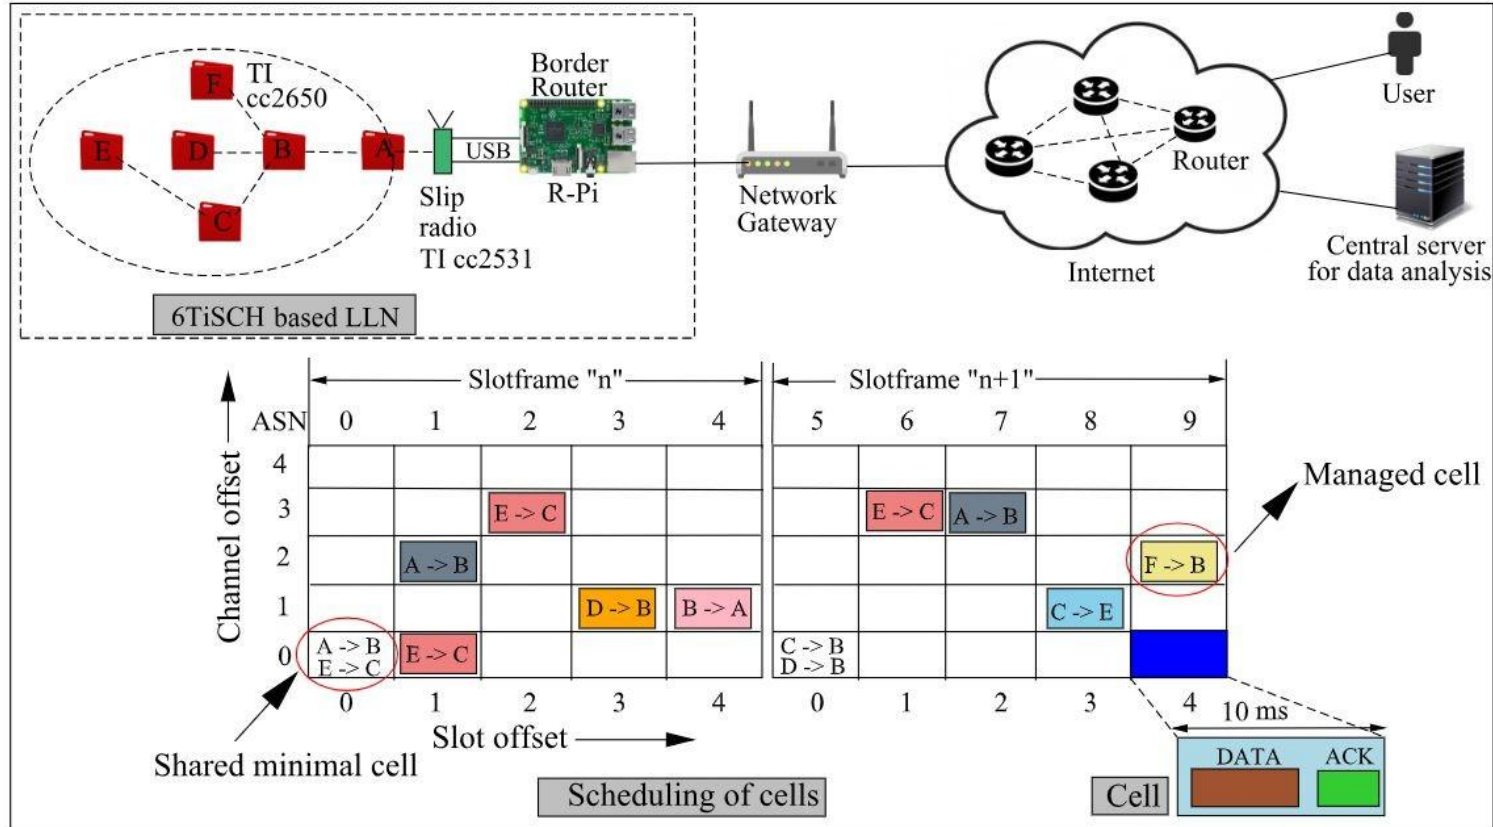 F
TI
cc2650
E
D
B
A
C
Border
Router
USB
R-Pi
Slip
radio
TI cc2531
Network
Gateway
Router
Internet
User
Central server
for data analysis
6TiSCH based LLN
Slotframe "n"
Slotframe "n+1"
ASN 0 1 2 3 4 5 6 7 8 9
Channel offset
4
3 E -> C E -> C A -> B
Managed cell
2 A -> B F -> B
1 D -> B B -> A C -> E
0 A -> B
E -> C
E -> C
C -> B
D -> B
0 1 2 3 4 0 1 2 3 4
Slot offset
Shared minimal cell
10 ms
DATA ACK
Scheduling of cells
Cell